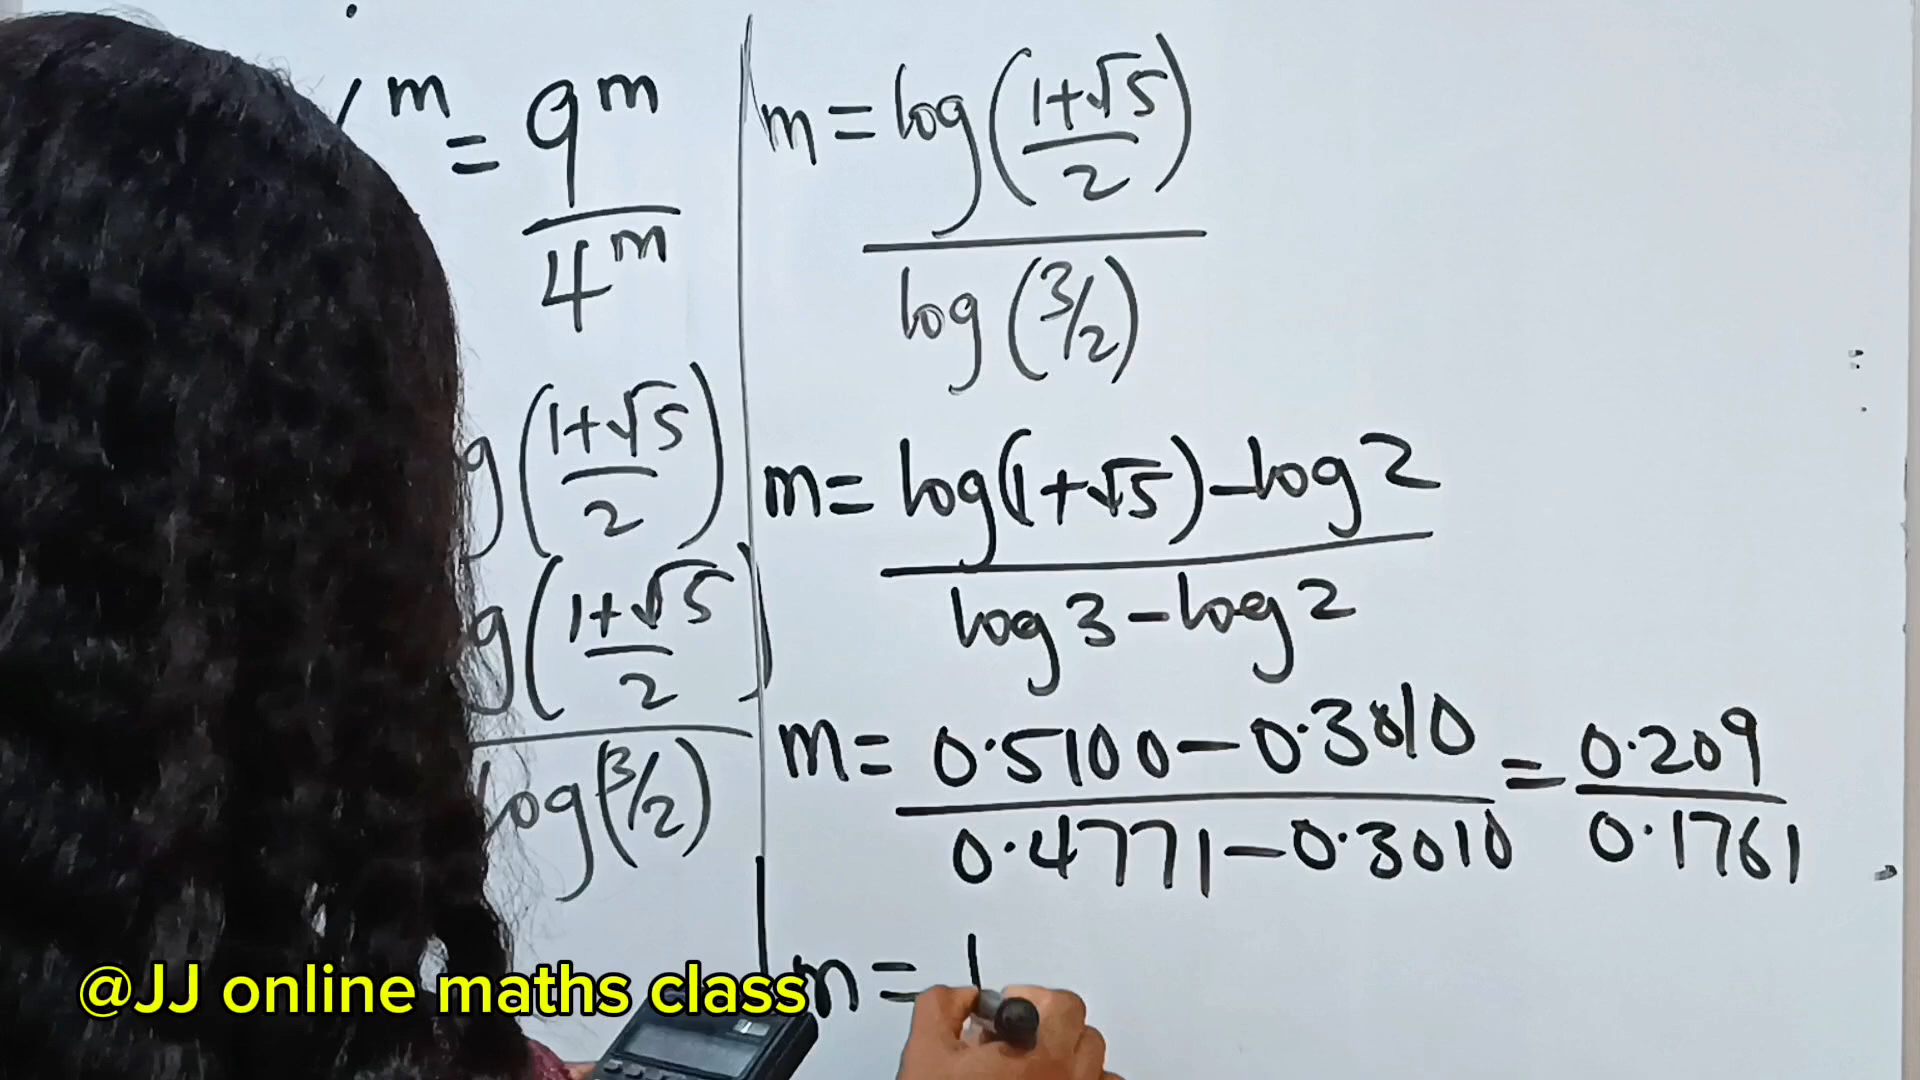 m = 9^m
4^m
g(1+√5
2)
g(1+√5
2)
log(3/2)
m = log(1+√5
2)
log(3/2)
m = log(1+√5) - log 2
log 3 - log 2
m = 0.5100 - 0.3010 = 0.209
0.4771 - 0.3010 0.1761
m = 1
@JJ online maths class